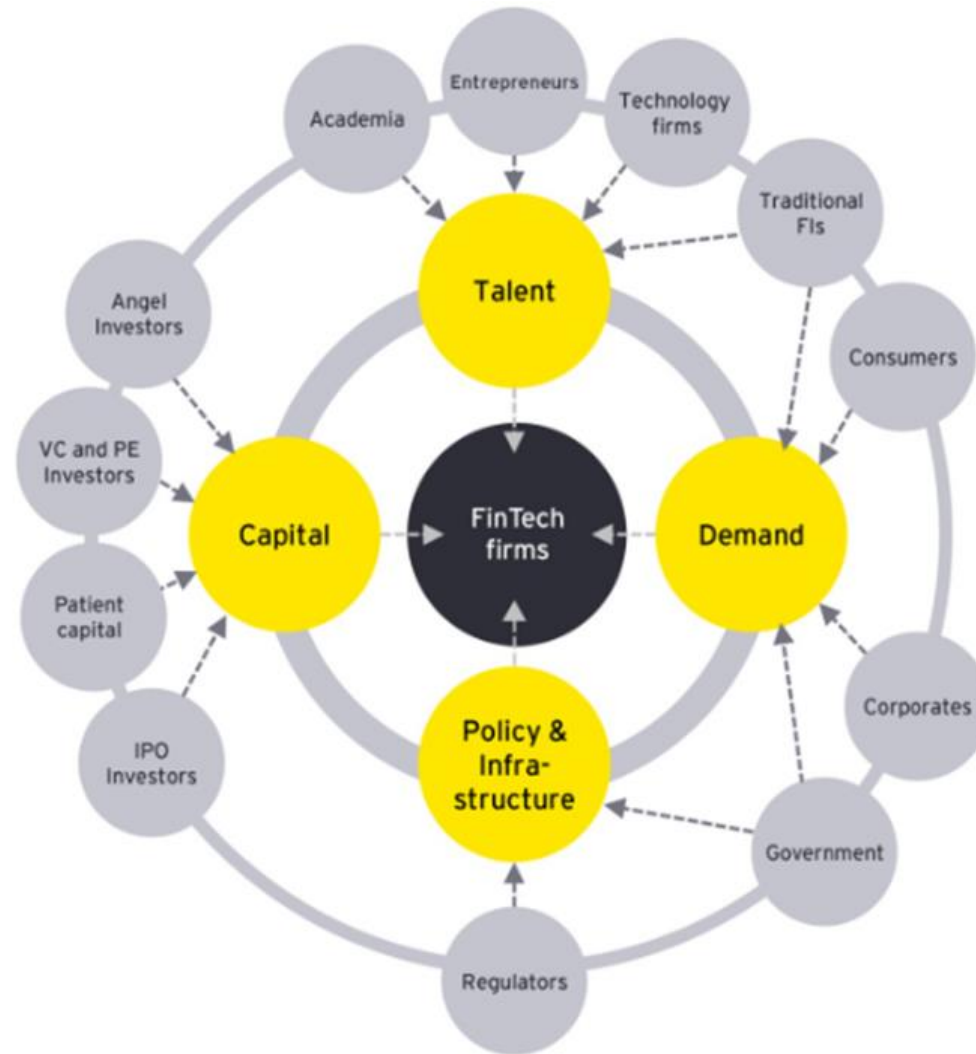 Entrepreneurs
Academia
Technology
firms
Traditional
FIs
Talent
Angel
Investors
Consumers
VC and PE
Investors
Capital
FinTech
firms
Demand
Patient
capital
Policy &
Infra-
structure
Corporates
IPO
Investors
Government
Regulators